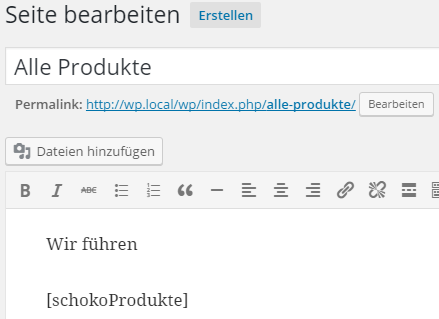 Seite bearbeiten Erstellen
Alle Produkte
Permalink: http://wp.local/wp/index.php/alle-produkte/ Bearbeiten
Dateien hinzufügen
B I ABC
Wir führen
[schokoProdukte]